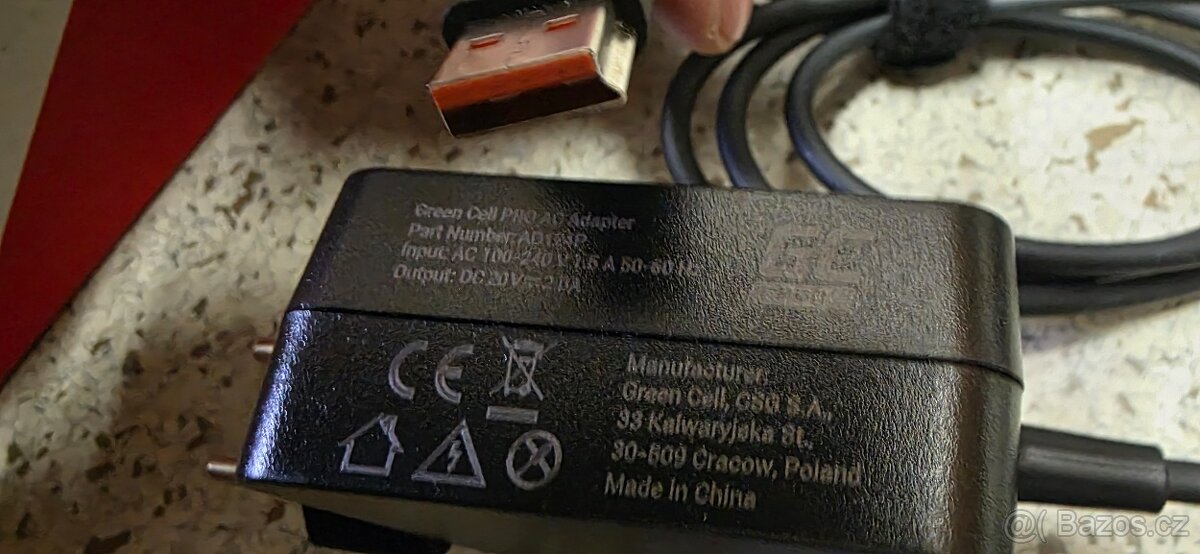 Green Cell PRO AC Adapter
Part Number:
Input: AC 100-240 V 1.5 A 50-60 Hz
Output: DC 20V
GC
CE
Manufacturer:
Green Cell, CSG S.A.,
33 Kalwaryjska St.,
30-509 Cracow, Poland
Made in China
@( Bazos.cz